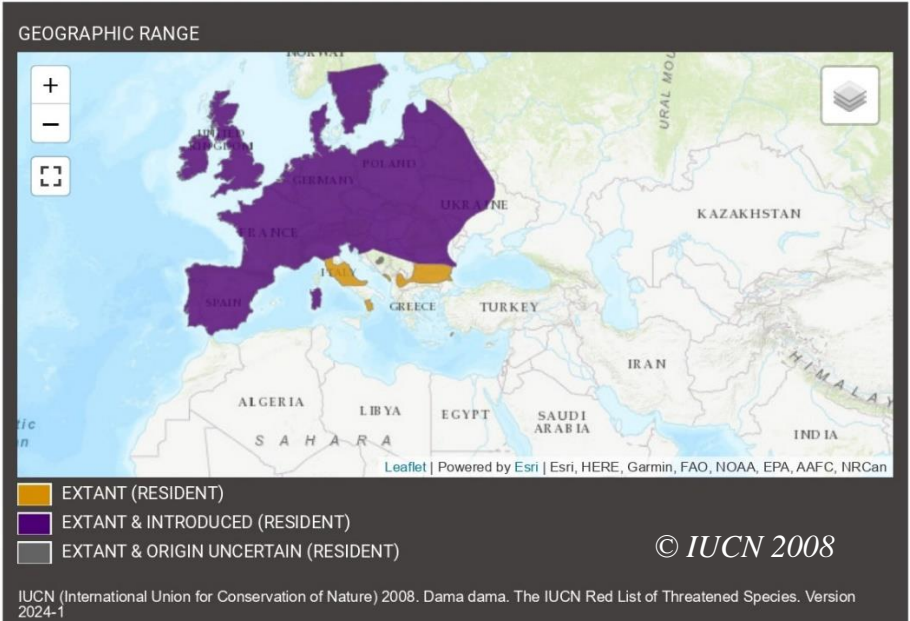 GEOGRAPHIC RANGE
NORWAY
+
−
URAL MOU
UNITED
KINGDOM
POLAND
GERMANY
UKRAINE
KAZAKHSTAN
FRANCE
ITALY
SPAIN
GREECE
TURKEY
IRAN
HIMALAY
ALGERIA
LIBYA
EGYPT
SAUDI
ARABIA
tic
n
SAHARA
INDIA
Leaflet | Powered by Esri | Esri, HERE, Garmin, FAO, NOAA, EPA, AAFC, NRCan
EXTANT (RESIDENT)
EXTANT & INTRODUCED (RESIDENT)
EXTANT & ORIGIN UNCERTAIN (RESIDENT)
© IUCN 2008
IUCN (International Union for Conservation of Nature) 2008. Dama dama. The IUCN Red List of Threatened Species. Version
2024-1